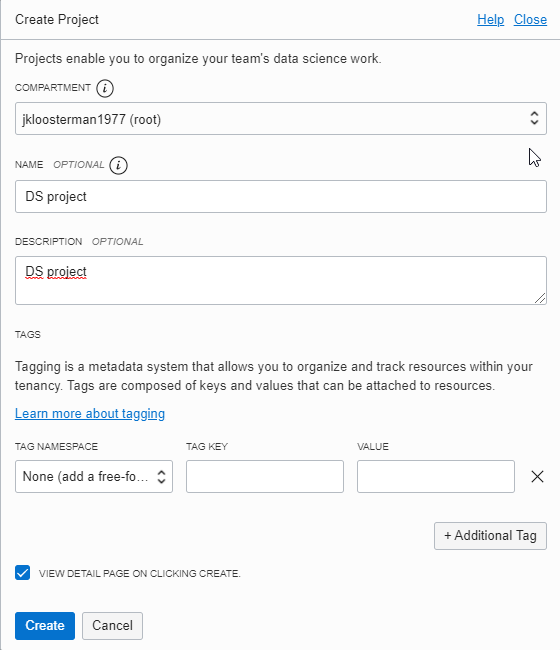 Create Project Help Close
Projects enable you to organize your team's data science work.
COMPARTMENT i
jkloosterman1977 (root)
NAME OPTIONAL i
DS project
DESCRIPTION OPTIONAL
DS project
TAGS
Tagging is a metadata system that allows you to organize and track resources within your
tenancy. Tags are composed of keys and values that can be attached to resources.
Learn more about tagging
TAG NAMESPACE TAG KEY VALUE
None (add a free-fo...
+ Additional Tag
VIEW DETAIL PAGE ON CLICKING CREATE.
Create Cancel